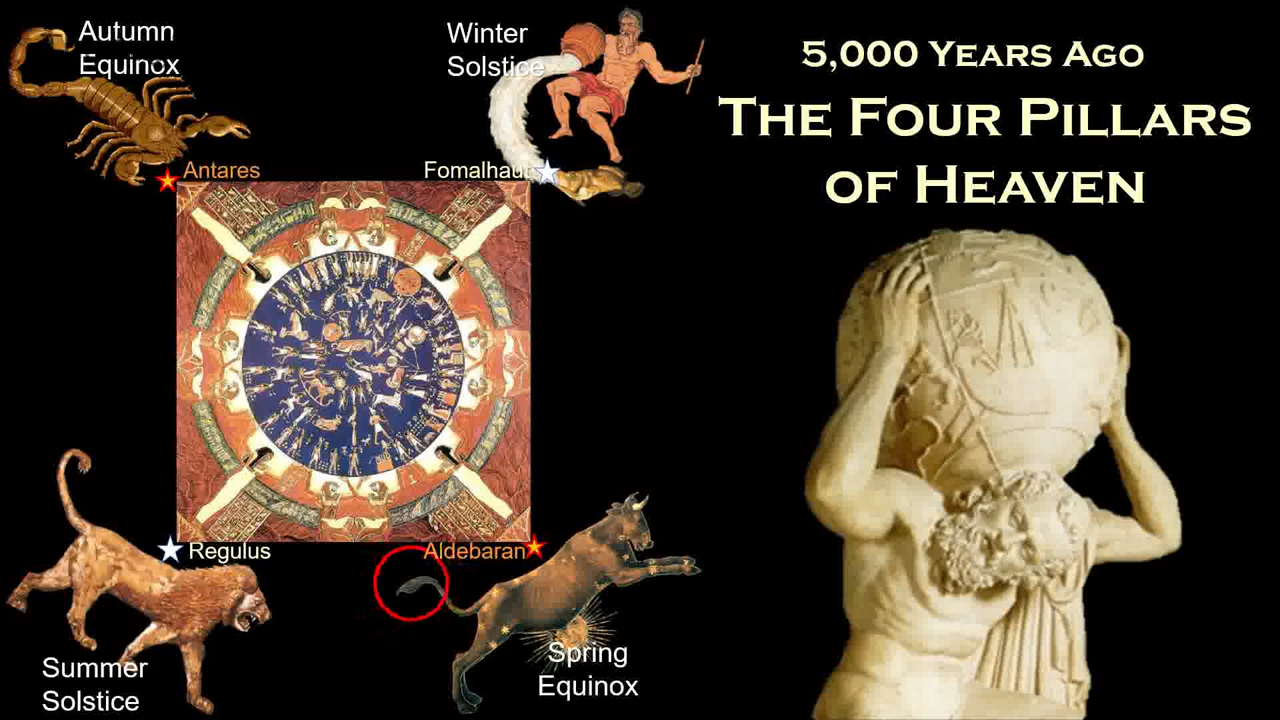 Autumn
Equinox
Winter
Solstice
5,000 Years Ago
The Four Pillars
of Heaven
Antares
Fomalhaut
Regulus
Aldebaran
Summer
Solstice
Spring
Equinox